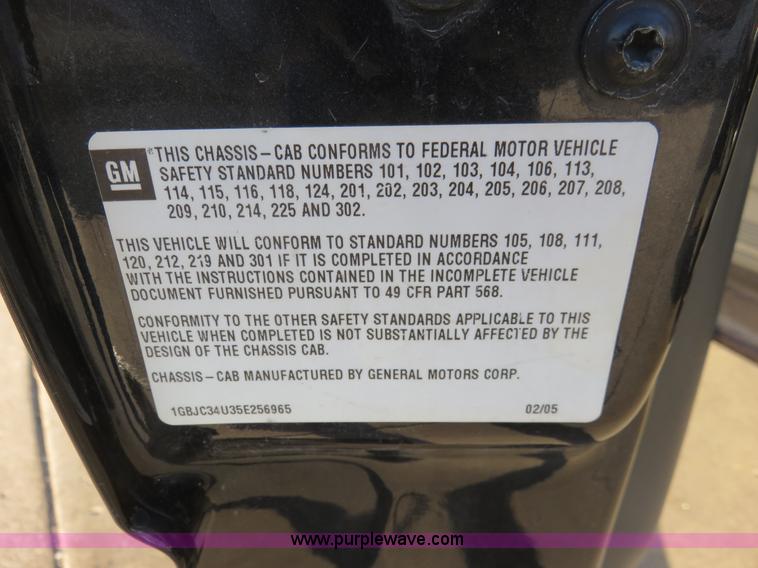 GM
*THIS CHASSIS-CAB CONFORMS TO FEDERAL MOTOR VEHICLE
SAFETY STANDARD NUMBERS 101, 102, 103, 104, 106, 113,
114, 115, 116, 118, 124, 201, 202, 203, 204, 205, 206, 207, 208,
209, 210, 214, 225 AND 302.
THIS VEHICLE WILL CONFORM TO STANDARD NUMBERS 105, 108, 111,
120, 212, 219 AND 301 IF IT IS COMPLETED IN ACCORDANCE
WITH THE INSTRUCTIONS CONTAINED IN THE INCOMPLETE VEHICLE
DOCUMENT FURNISHED PURSUANT TO 49 CFR PART 568.
CONFORMITY TO THE OTHER SAFETY STANDARDS APPLICABLE TO THIS
VEHICLE WHEN COMPLETED IS NOT SUBSTANTIALLY AFFECTED BY THE
DESIGN OF THE CHASSIS CAB.
CHASSIS-CAB MANUFACTURED BY GENERAL MOTORS CORP.
1GBJC34U35E256965 02/05
www.purplewave.com